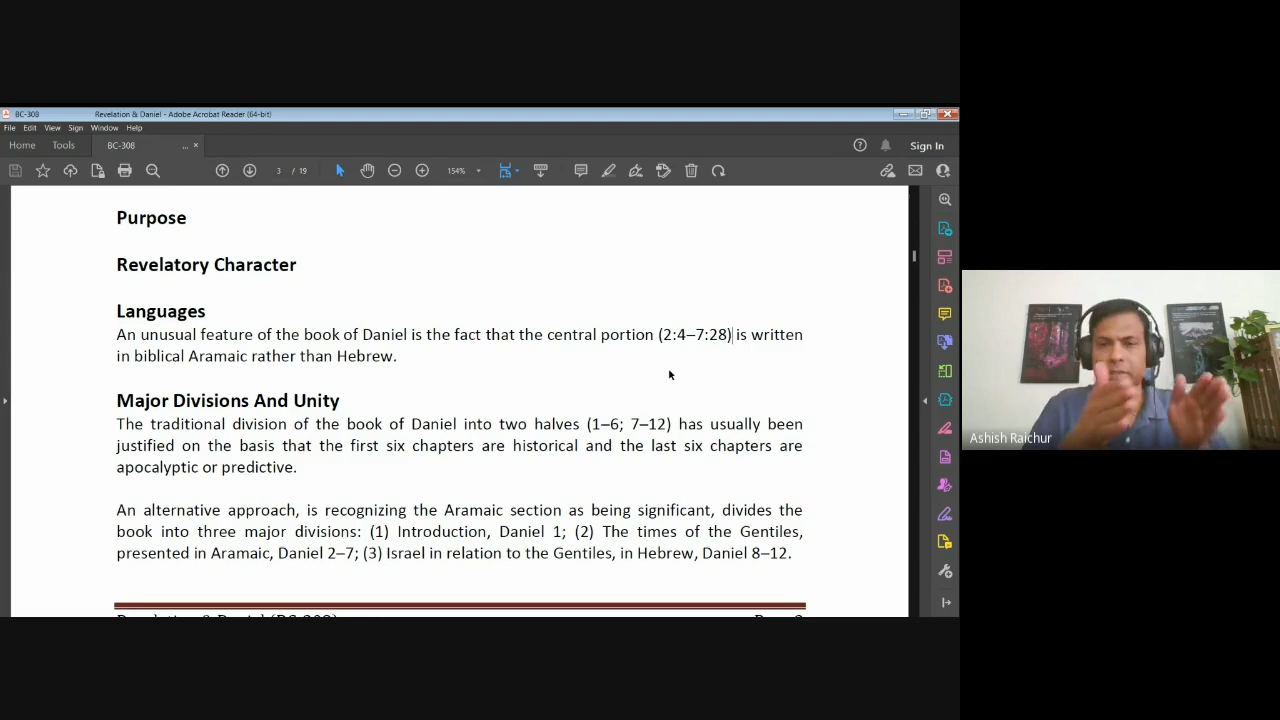 BC-308 Revelation & Daniel - Adobe Acrobat Reader (64-bit)
File Edit View Sign Window Help
Home Tools BC-308 ... × Sign In
3 / 19 154%
Purpose
Revelatory Character
Languages
An unusual feature of the book of Daniel is the fact that the central portion (2:4–7:28) is written
in biblical Aramaic rather than Hebrew.
Major Divisions And Unity
The traditional division of the book of Daniel into two halves (1–6; 7–12) has usually been
justified on the basis that the first six chapters are historical and the last six chapters are
apocalyptic or predictive.
An alternative approach, is recognizing the Aramaic section as being significant, divides the
book into three major divisions: (1) Introduction, Daniel 1; (2) The times of the Gentiles,
presented in Aramaic, Daniel 2–7; (3) Israel in relation to the Gentiles, in Hebrew, Daniel 8–12.
Ashish Raichur